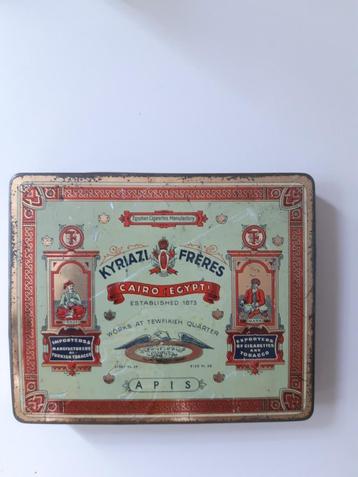 Egyptian Cigarettes Manufactory
KYRIAZI FRÈRES
CAIRO (EGYPT)
ESTABLISHED 1873
WORKS AT TEWFIKIEH QUARTER
IMPORTERS &
MANUFACTURERS
OF
TURKISH TOBACCO
EXPORTERS
OF CIGARETTES
AND
TOBACCO
APIS